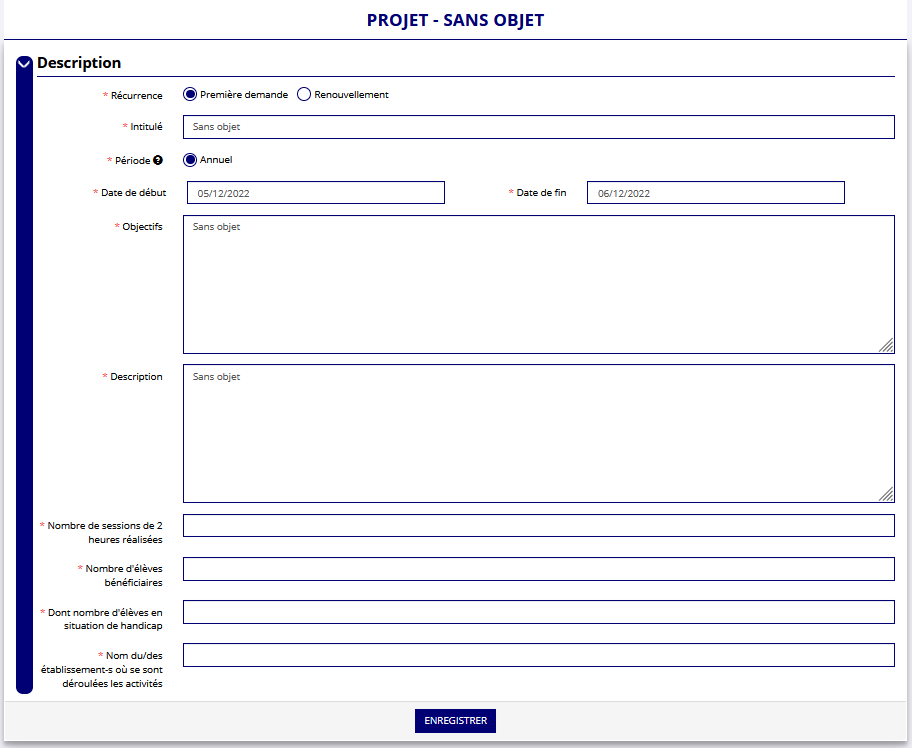 PROJET - SANS OBJET
Description
* Récurrence Première demande Renouvellement
* Intitulé Sans objet
* Période ? Annuel
* Date de début 05/12/2022 * Date de fin 06/12/2022
* Objectifs Sans objet
* Description Sans objet
* Nombre de sessions de 2
heures réalisées
* Nombre d'élèves
bénéficiaires
* Dont nombre d'élèves en
situation de handicap
* Nom du/des
établissement-s où se sont
déroulées les activités
ENREGISTRER